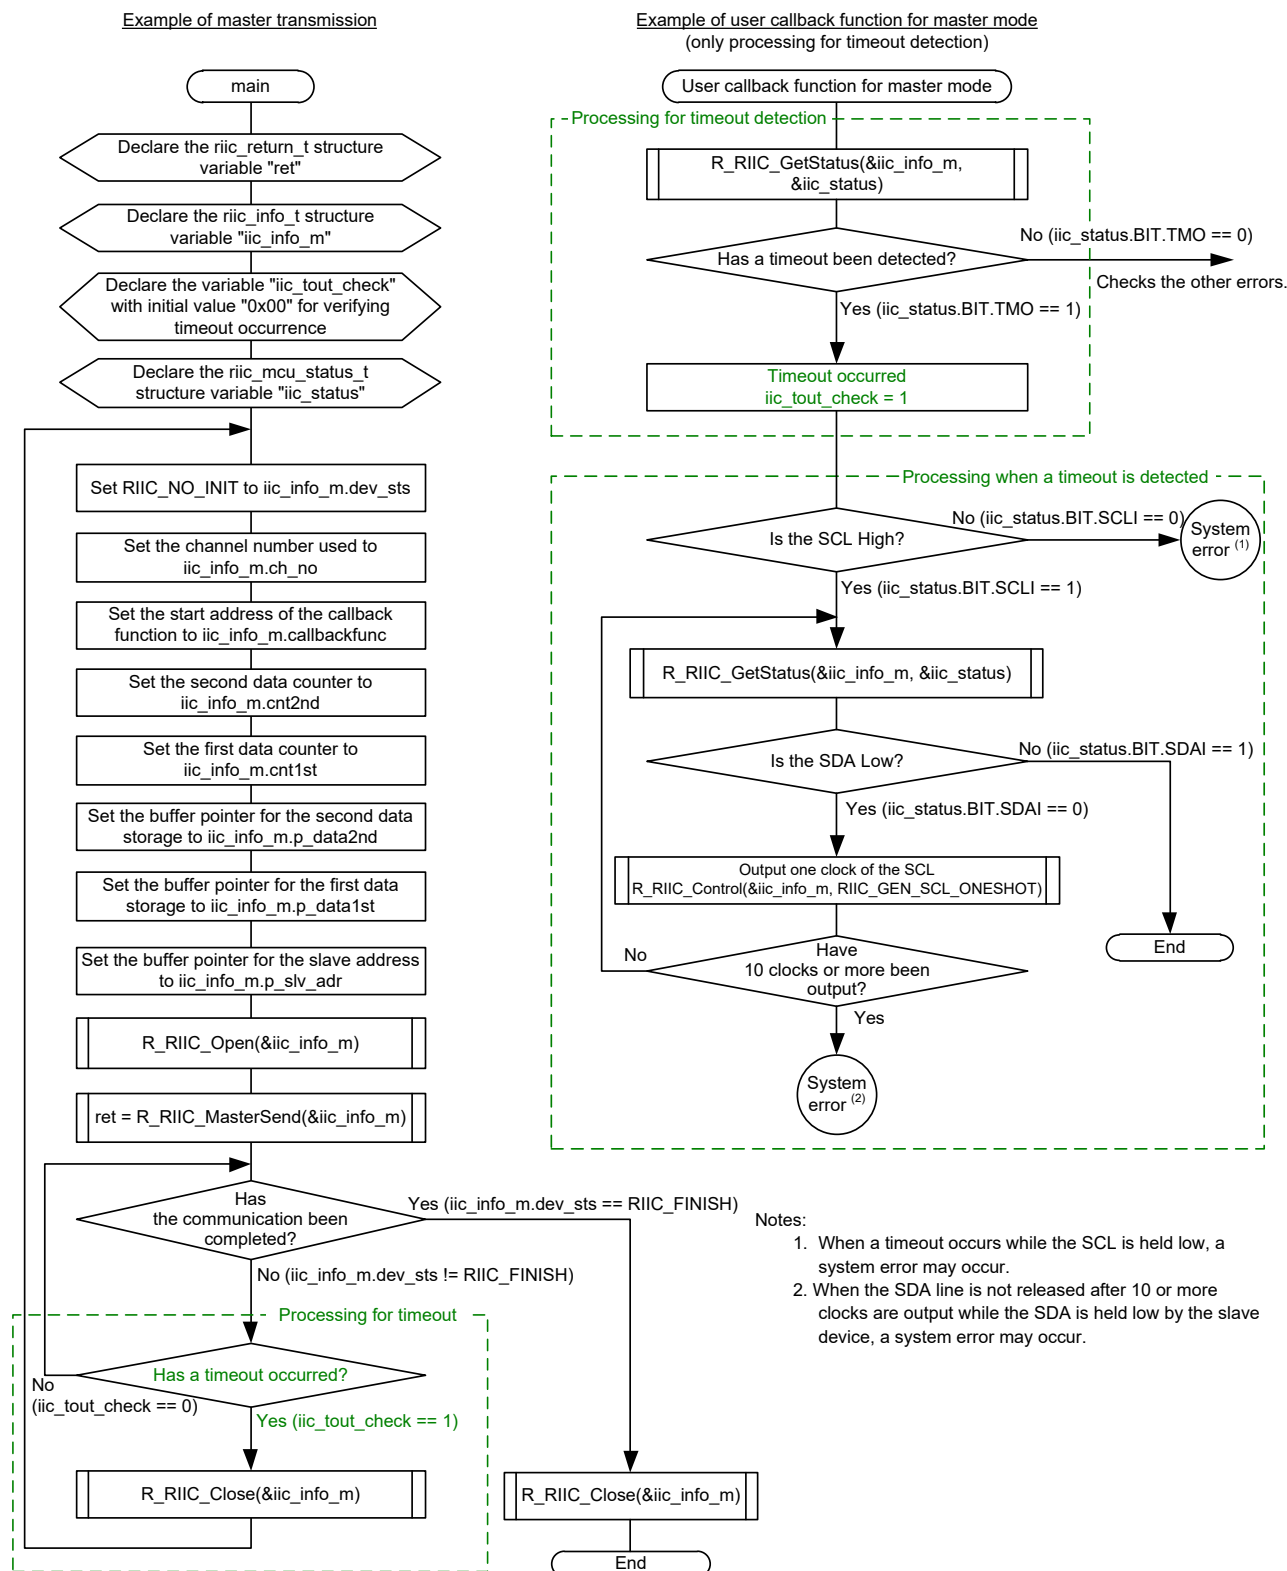 Example of master transmission
main
Declare the riic_return_t structure
variable "ret"
Declare the riic_info_t structure
variable "iic_info_m"
Declare the variable "iic_tout_check"
with initial value "0x00" for verifying
timeout occurrence
Declare the riic_mcu_status_t
structure variable "iic_status"
Set RIIC_NO_INIT to iic_info_m.dev_sts
Set the channel number used to
iic_info_m.ch_no
Set the start address of the callback
function to iic_info_m.callbackfunc
Set the second data counter to
iic_info_m.cnt2nd
Set the first data counter to
iic_info_m.cnt1st
Set the buffer pointer for the second data
storage to iic_info_m.p_data2nd
Set the buffer pointer for the first data
storage to iic_info_m.p_data1st
Set the buffer pointer for the slave address
to iic_info_m.p_slv_adr
R_RIIC_Open(&iic_info_m)
ret = R_RIIC_MasterSend(&iic_info_m)
Has
the communication been
completed?
Yes (iic_info_m.dev_sts == RIIC_FINISH)
No (iic_info_m.dev_sts != RIIC_FINISH)
Processing for timeout
Has a timeout occurred?
No
(iic_tout_check == 0)
Yes (iic_tout_check == 1)
R_RIIC_Close(&iic_info_m)
R_RIIC_Close(&iic_info_m)
End
Example of user callback function for master mode
(only processing for timeout detection)
User callback function for master mode
Processing for timeout detection
R_RIIC_GetStatus(&iic_info_m,
&iic_status)
Has a timeout been detected?
No (iic_status.BIT.TMO == 0)
Checks the other errors.
Yes (iic_status.BIT.TMO == 1)
Timeout occurred
iic_tout_check = 1
Processing when a timeout is detected
Is the SCL High?
No (iic_status.BIT.SCLI == 0)
System
error (1)
Yes (iic_status.BIT.SCLI == 1)
R_RIIC_GetStatus(&iic_info_m, &iic_status)
Is the SDA Low?
No (iic_status.BIT.SDAI == 1)
Yes (iic_status.BIT.SDAI == 0)
Output one clock of the SCL
R_RIIC_Control(&iic_info_m, RIIC_GEN_SCL_ONESHOT)
End
Have
10 clocks or more been
output?
No
Yes
System
error (2)
Notes:
1. When a timeout occurs while the SCL is held low, a
system error may occur.
2. When the SDA line is not released after 10 or more
clocks are output while the SDA is held low by the slave
device, a system error may occur.